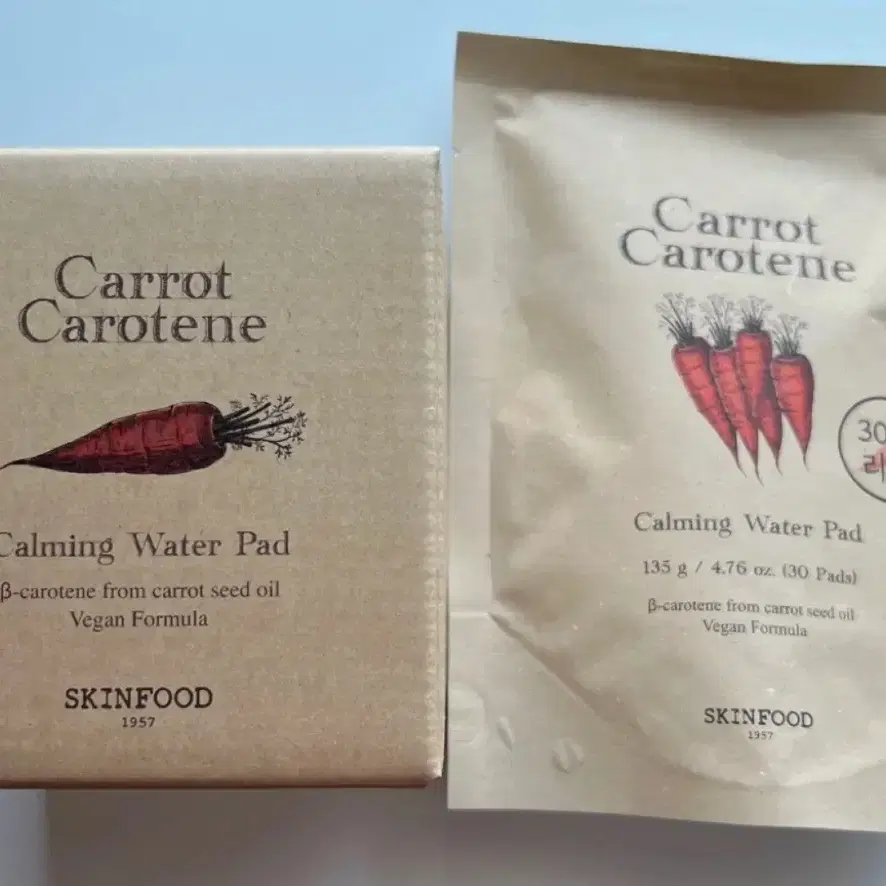 Carrot
Carotene
Calming Water Pad
β-carotene from carrot seed oil
Vegan Formula
SKINFOOD
1957
Carrot
Carotene
30
Calming Water Pad
135 g / 4.76 oz. (30 Pads)
β-carotene from carrot seed oil
Vegan Formula
SKINFOOD
1957